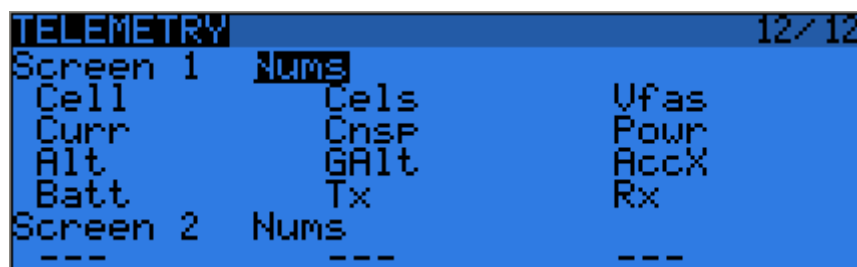 TELEMETRY 12/12
Screen 1 Nums
Cell Cels Vfas
Curr Cnsp Powr
Alt GAlt AccX
Batt Tx Rx
Screen 2 Nums
--- --- ---